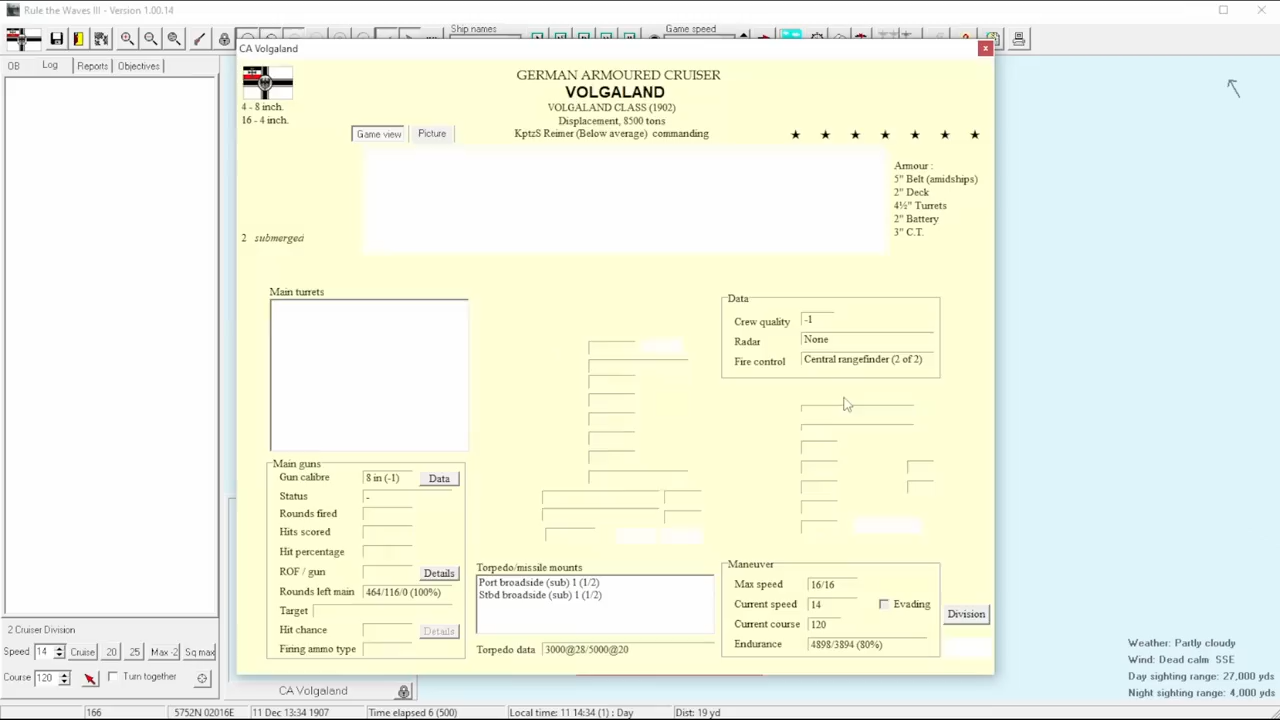 Rule the Waves III - Version 1.00.14
Ship names
Game speed
OB Log Reports Objectives
CA Volgaland
x
GERMAN ARMOURED CRUISER
VOLGALAND
VOLGALAND CLASS (1902)
Displacement, 8500 tons
KptzS Reimer (Below average) commanding
4 - 8 inch.
16 - 4 inch.
Game view Picture
★ ★ ★ ★ ★ ★ ★
Armour :
5" Belt (amidships)
2" Deck
4½" Turrets
2" Battery
3" C.T.
2 submerged
Main turrets
Data
Crew quality -1
Radar None
Fire control Central rangefinder (2 of 2)
Main guns
Gun calibre 8 in (-1) Data
Status -
Rounds fired
Hits scored
Hit percentage
ROF / gun Details
Rounds left main 464/116/0 (100%)
Target
Hit chance Details
Firing ammo type
Torpedo/missile mounts
Port broadside (sub) 1 (1/2)
Stbd broadside (sub) 1 (1/2)
Torpedo data 3000@28/5000@20
Maneuver
Max speed 16/16
Current speed 14 Evading
Current course 120
Endurance 4898/3894 (80%)
Division
2 Cruiser Division
Speed 14 Cruise 20 25 Max -2 Sq max
Course 120 Turn together
CA Volgaland
Weather: Partly cloudy
Wind: Dead calm SSE
Day sighting range: 27,000 yds
Night sighting range: 4,000 yds
166 5752N 02016E 11 Dec 13:34 1907 Time elapsed 6 (500) Local time: 11 14:34 (1) : Day Dist: 19 yd